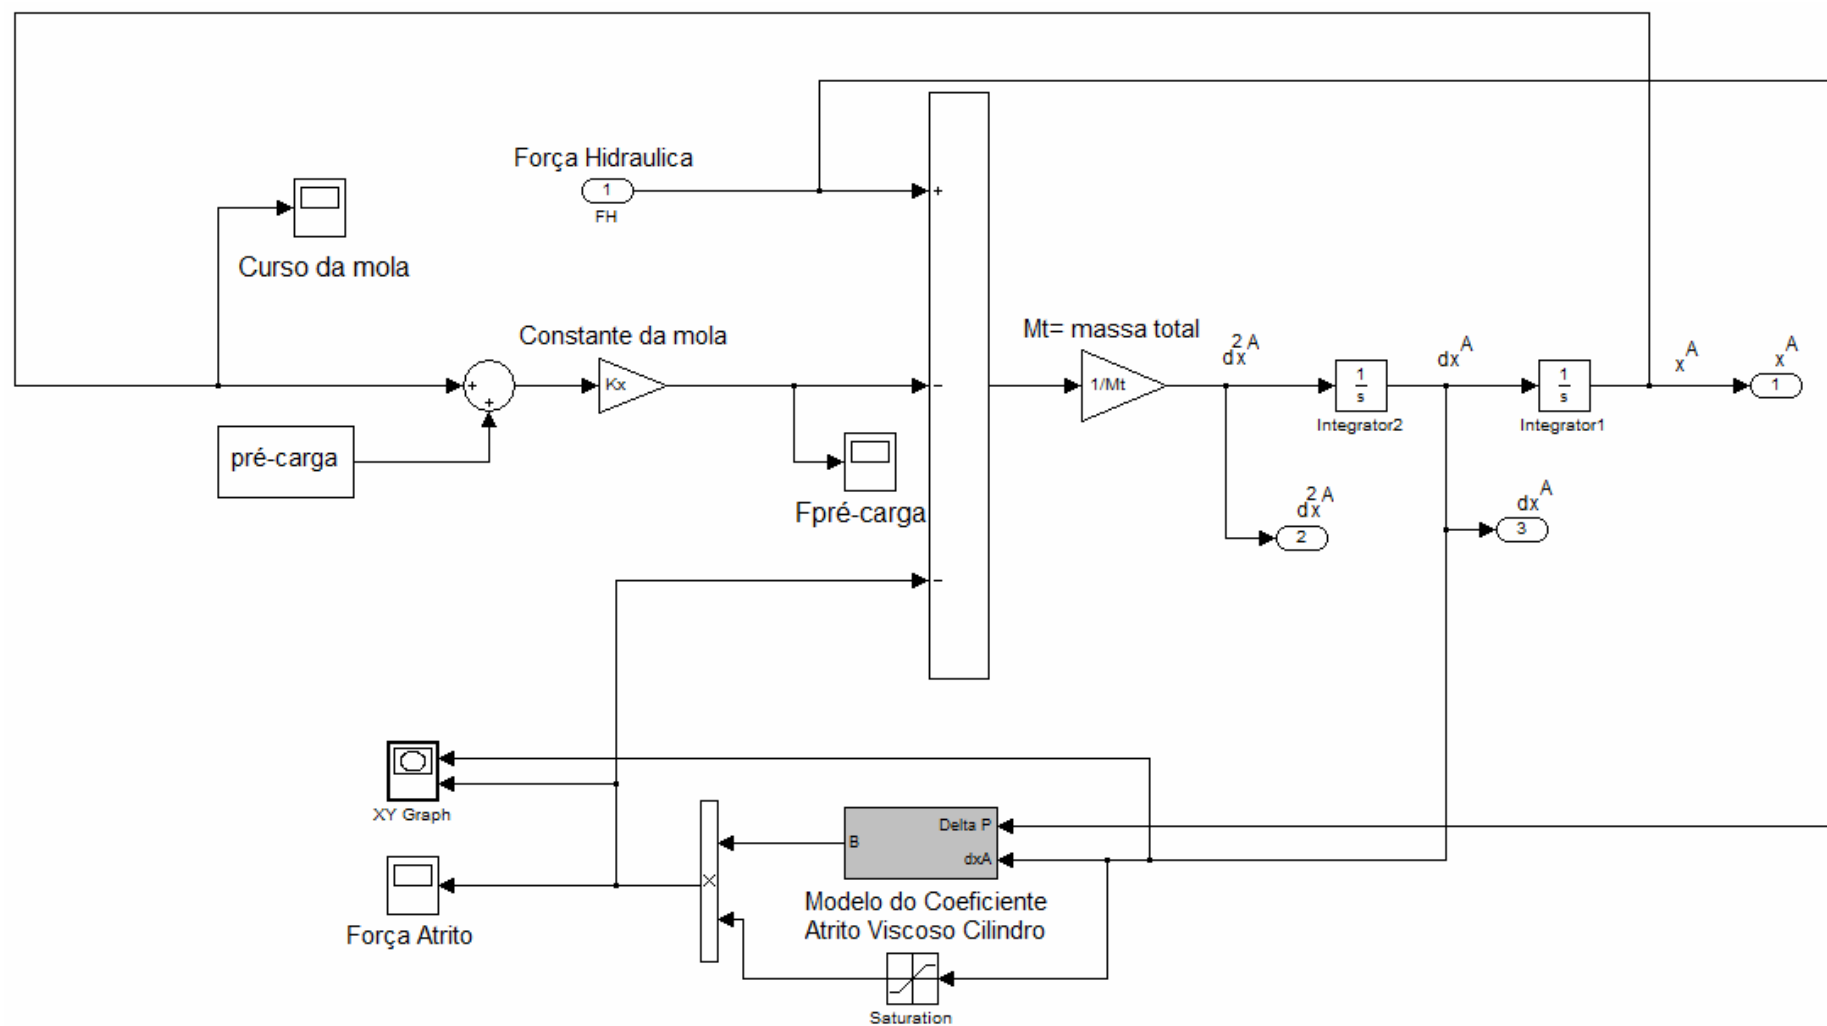 Força Hidraulica
1
FH
+
Curso da mola
Constante da mola
Mt= massa total
+
+
Kx
-
1/Mt
d²x^A
1
s
Integrator2
dx^A
1
s
Integrator1
x^A
x^A
1
pré-carga
Fpré-carga
d²x^A
2
dx^A
3
-
XY Graph
Delta P
B
dxA
×
Modelo do Coeficiente
Atrito Viscoso Cilindro
Força Atrito
Saturation